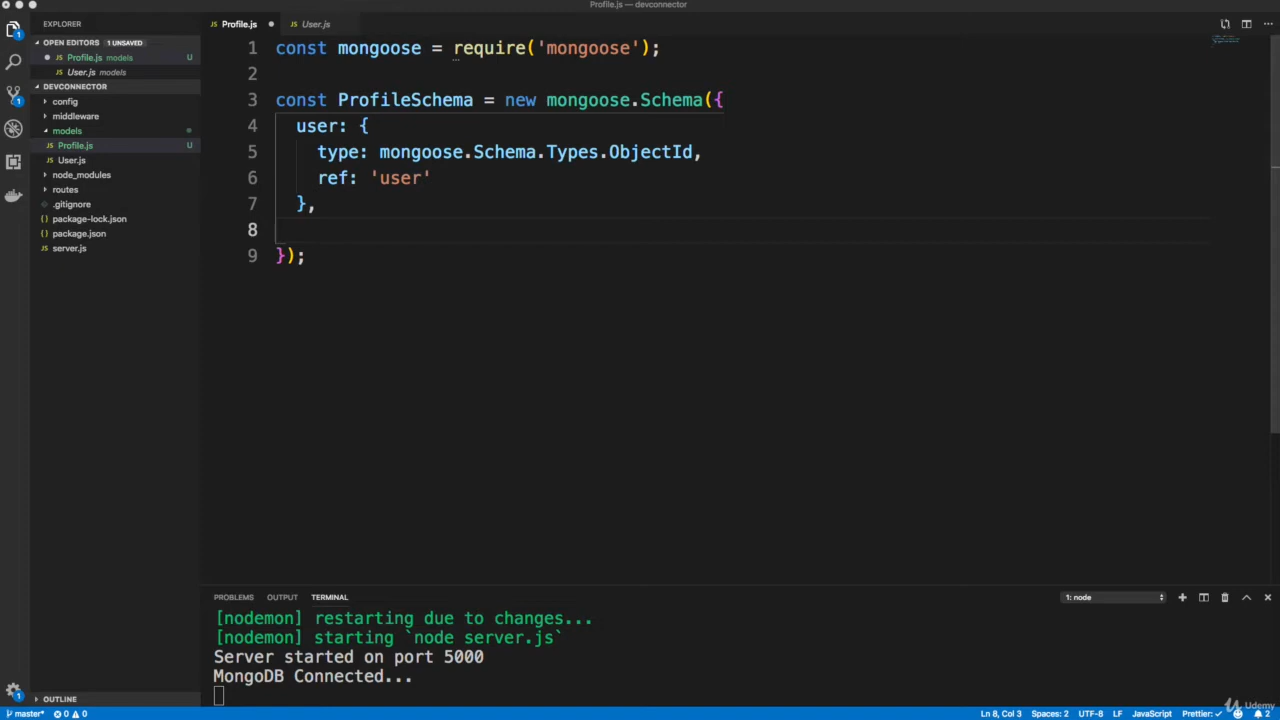 Profile.js — devconnector
EXPLORER
OPEN EDITORS 1 UNSAVED
JS Profile.js models U
JS User.js models
DEVCONNECTOR
config
middleware
models
JS Profile.js U
JS User.js
node_modules
routes
.gitignore
{} package-lock.json
{} package.json
JS server.js
OUTLINE
1
1
1
JS Profile.js
JS User.js
1 const mongoose = require('mongoose');
2
3 const ProfileSchema = new mongoose.Schema({
4 user: {
5 type: mongoose.Schema.Types.ObjectId,
6 ref: 'user'
7 },
8
9 });
PROBLEMS OUTPUT TERMINAL
1: node
[nodemon] restarting due to changes...
[nodemon] starting `node server.js`
Server started on port 5000
MongoDB Connected...
master* 0 0
Ln 8, Col 3 Spaces: 2 UTF-8 LF JavaScript Prettier: ✓ 2
Udemy